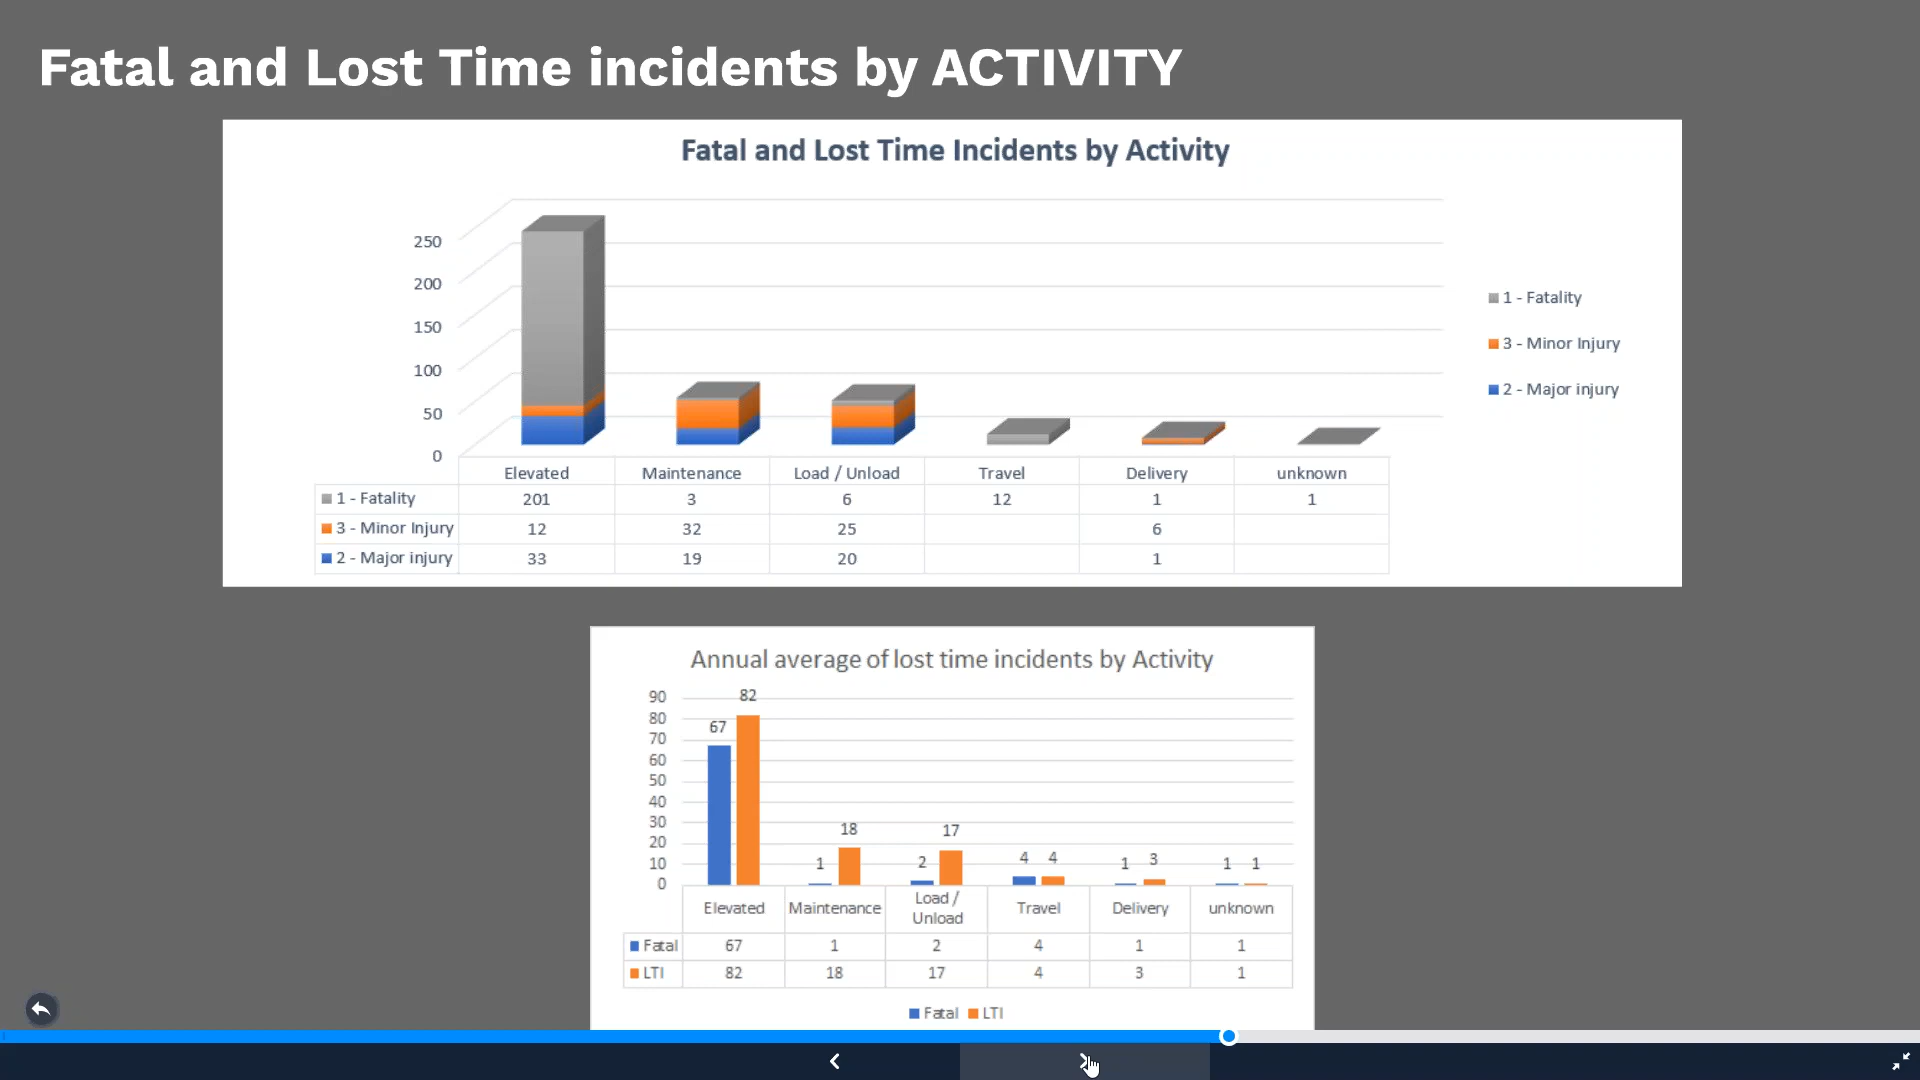 Fatal and Lost Time incidents by ACTIVITY
Fatal and Lost Time Incidents by Activity
250
200
150
100
50
0
1 - Fatality
3 - Minor Injury
2 - Major injury
Elevated Maintenance Load / Unload Travel Delivery unknown
1 - Fatality 201 3 6 12 1 1
3 - Minor Injury 12 32 25 6
2 - Major injury 33 19 20 1
Annual average of lost time incidents by Activity
90
80
70
60
50
40
30
20
10
0
67 82 1 18 2 17 4 4 1 3 1 1
Elevated Maintenance Load / Unload Travel Delivery unknown
Fatal 67 1 2 4 1 1
LTI 82 18 17 4 3 1
Fatal LTI